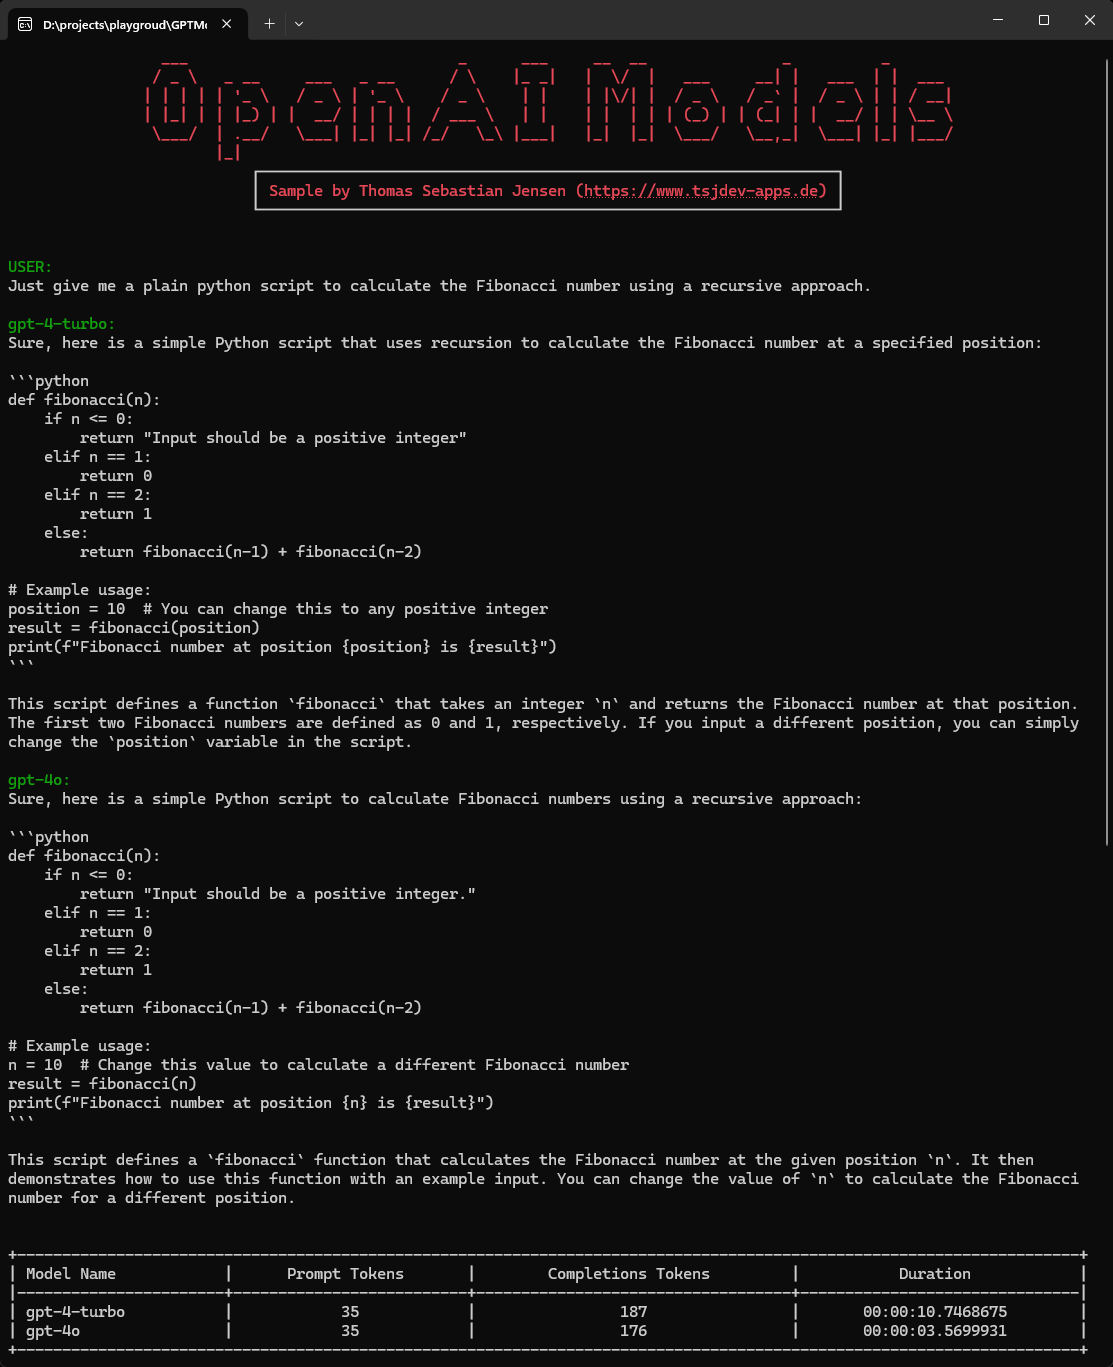 D:\projects\playgroud\GPTMo
OpenAI Models
Sample by Thomas Sebastian Jensen (https://www.tsjdev-apps.de)
USER:
Just give me a plain python script to calculate the Fibonacci number using a recursive approach.
gpt-4-turbo:
Sure, here is a simple Python script that uses recursion to calculate the Fibonacci number at a specified position:
```python
def fibonacci(n):
    if n <= 0:
        return "Input should be a positive integer"
    elif n == 1:
        return 0
    elif n == 2:
        return 1
    else:
        return fibonacci(n-1) + fibonacci(n-2)
# Example usage:
position = 10  # You can change this to any positive integer
result = fibonacci(position)
print(f"Fibonacci number at position {position} is {result}")
```
This script defines a function `fibonacci` that takes an integer `n` and returns the Fibonacci number at that position.
The first two Fibonacci numbers are defined as 0 and 1, respectively. If you input a different position, you can simply
change the `position` variable in the script.
gpt-4o:
Sure, here is a simple Python script to calculate Fibonacci numbers using a recursive approach:
```python
def fibonacci(n):
    if n <= 0:
        return "Input should be a positive integer."
    elif n == 1:
        return 0
    elif n == 2:
        return 1
    else:
        return fibonacci(n-1) + fibonacci(n-2)
# Example usage:
n = 10  # Change this value to calculate a different Fibonacci number
result = fibonacci(n)
print(f"Fibonacci number at position {n} is {result}")
```
This script defines a `fibonacci` function that calculates the Fibonacci number at the given position `n`. It then
demonstrates how to use this function with an example input. You can change the value of `n` to calculate the Fibonacci
number for a different position.
| Model Name | Prompt Tokens | Completions Tokens | Duration |
| gpt-4-turbo | 35 | 187 | 00:00:10.7468675 |
| gpt-4o | 35 | 176 | 00:00:03.5699931 |